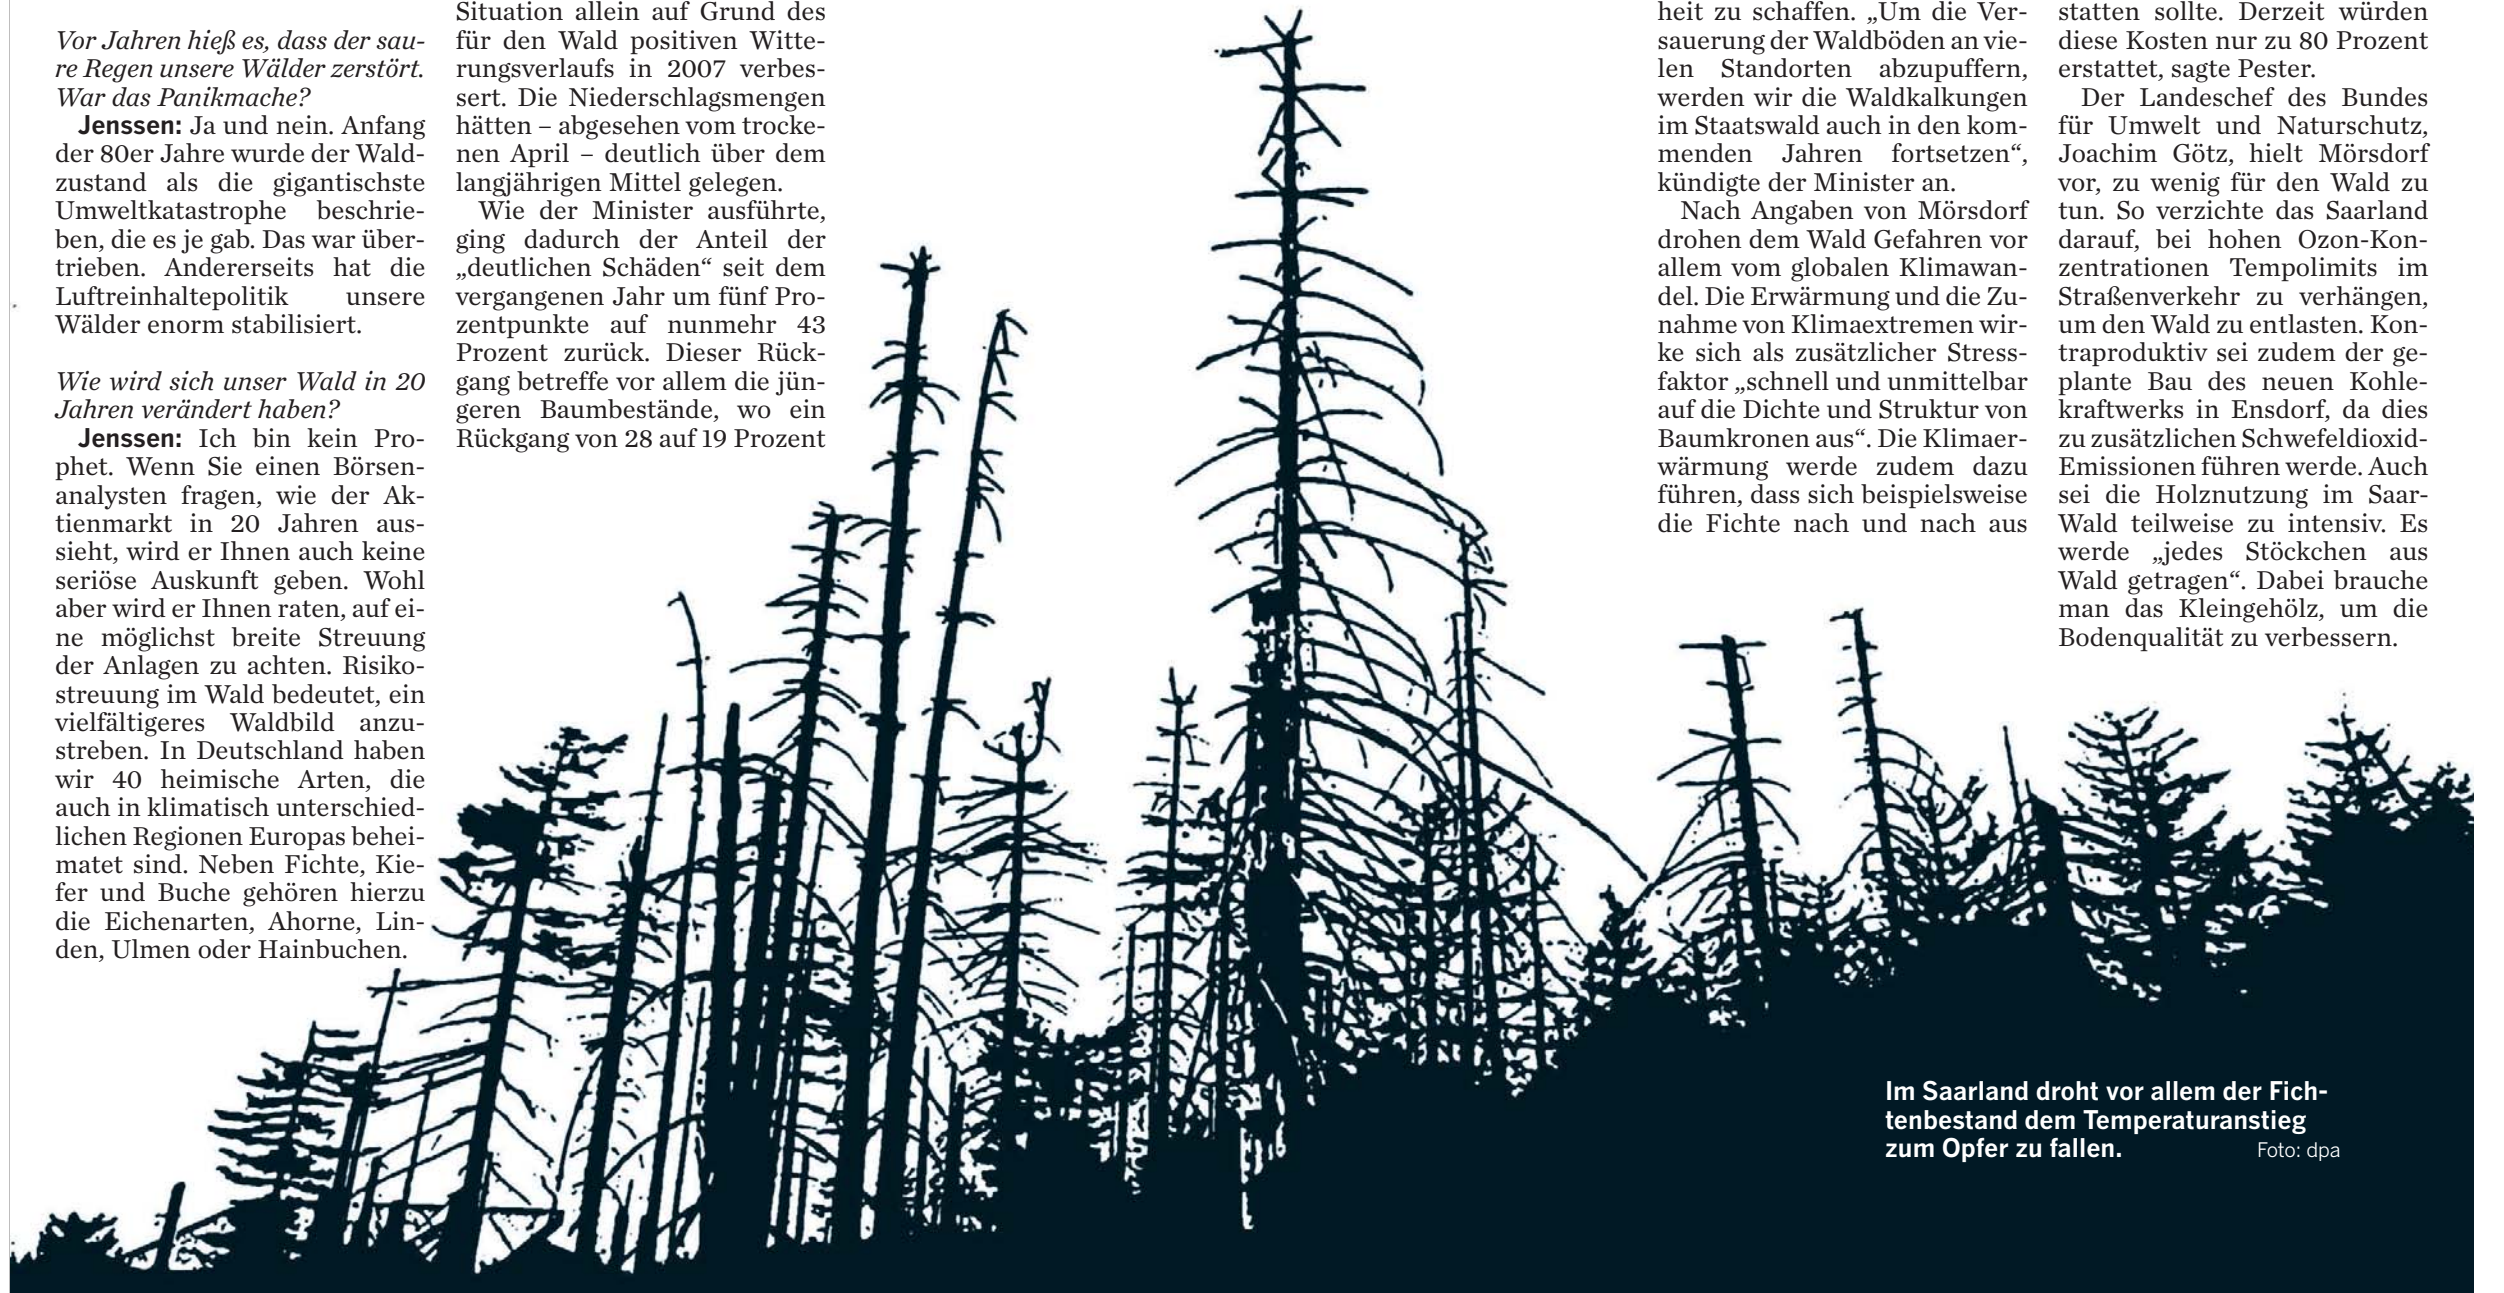 Vor Jahren hieß es, dass der sau-
re Regen unsere Wälder zerstört.
War das Panikmache?
Jenssen: Ja und nein. Anfang
der 80er Jahre wurde der Wald-
zustand als die gigantischste
Umweltkatastrophe beschrie-
ben, die es je gab. Das war über-
trieben. Andererseits hat die
Luftreinhaltepolitik unsere
Wälder enorm stabilisiert.
Wie wird sich unser Wald in 20
Jahren verändert haben?
Jenssen: Ich bin kein Pro-
phet. Wenn Sie einen Börsen-
analysten fragen, wie der Ak-
tienmarkt in 20 Jahren aus-
sieht, wird er Ihnen auch keine
seriöse Auskunft geben. Wohl
aber wird er Ihnen raten, auf ei-
ne möglichst breite Streuung
der Anlagen zu achten. Risiko-
streuung im Wald bedeutet, ein
vielfältigeres Waldbild anzu-
streben. In Deutschland haben
wir 40 heimische Arten, die
auch in klimatisch unterschied-
lichen Regionen Europas behei-
matet sind. Neben Fichte, Kie-
fer und Buche gehören hierzu
die Eichenarten, Ahorne, Lin-
den, Ulmen oder Hainbuchen.
Situation allein auf Grund des
für den Wald positiven Witte-
rungsverlaufs in 2007 verbes-
sert. Die Niederschlagsmengen
hätten – abgesehen vom trocke-
nen April – deutlich über dem
langjährigen Mittel gelegen.
Wie der Minister ausführte,
ging dadurch der Anteil der
„deutlichen Schäden“ seit dem
vergangenen Jahr um fünf Pro-
zentpunkte auf nunmehr 43
Prozent zurück. Dieser Rück-
gang betreffe vor allem die jün-
geren Baumbestände, wo ein
Rückgang von 28 auf 19 Prozent
heit zu schaffen. „Um die Ver-
sauerung der Waldböden an vie-
len Standorten abzupuffern,
werden wir die Waldkalkungen
im Staatswald auch in den kom-
menden Jahren fortsetzen“,
kündigte der Minister an.
Nach Angaben von Mörsdorf
drohen dem Wald Gefahren vor
allem vom globalen Klimawan-
del. Die Erwärmung und die Zu-
nahme von Klimaextremen wir-
ke sich als zusätzlicher Stress-
faktor „schnell und unmittelbar
auf die Dichte und Struktur von
Baumkronen aus“. Die Klimaer-
wärmung werde zudem dazu
führen, dass sich beispielsweise
die Fichte nach und nach aus
statten sollte. Derzeit würden
diese Kosten nur zu 80 Prozent
erstattet, sagte Pester.
Der Landeschef des Bundes
für Umwelt und Naturschutz,
Joachim Götz, hielt Mörsdorf
vor, zu wenig für den Wald zu
tun. So verzichte das Saarland
darauf, bei hohen Ozon-Kon-
zentrationen Tempolimits im
Straßenverkehr zu verhängen,
um den Wald zu entlasten. Kon-
traproduktiv sei zudem der ge-
plante Bau des neuen Kohle-
kraftwerks in Ensdorf, da dies
zu zusätzlichen Schwefeldioxid-
Emissionen führen werde. Auch
sei die Holznutzung im Saar-
Wald teilweise zu intensiv. Es
werde „jedes Stöckchen aus
Wald getragen“. Dabei brauche
man das Kleingehölz, um die
Bodenqualität zu verbessern.
Im Saarland droht vor allem der Fich-
tenbestand dem Temperaturanstieg
zum Opfer zu fallen. Foto: dpa